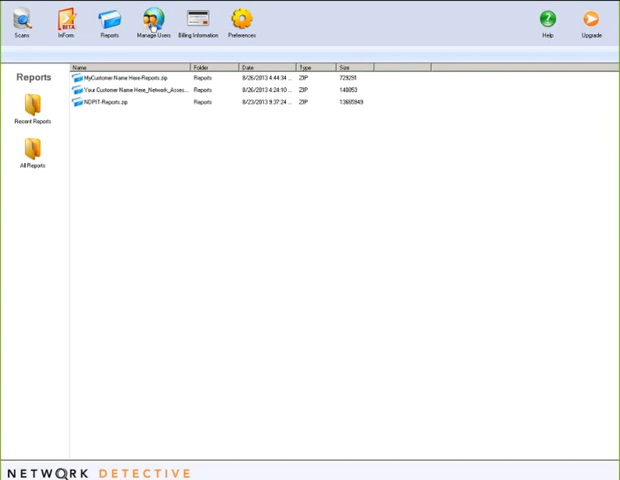 Scans InForm Reports Manage Users Billing Information Preferences Help Upgrade
BETA
Reports
Recent Reports
All Reports
Name Folder Date Type Size
MyCustomer Name Here-Reports.zip Reports 8/26/2013 4:44:34 ... ZIP 729291
Your Customer Name Here_Network_Asses... Reports 8/26/2013 4:24:10 ... ZIP
NDPIT-Reports.zip Reports 8/23/2013 9:37:24 ... ZIP 13685949
NETWORK DETECTIVE